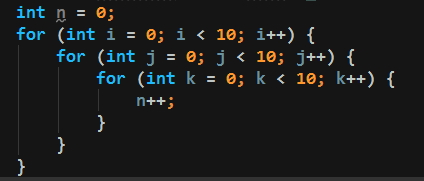 int n = 0;
for (int i = 0; i < 10; i++) {
    for (int j = 0; j < 10; j++) {
        for (int k = 0; k < 10; k++) {
            n++;
        }
    }
}